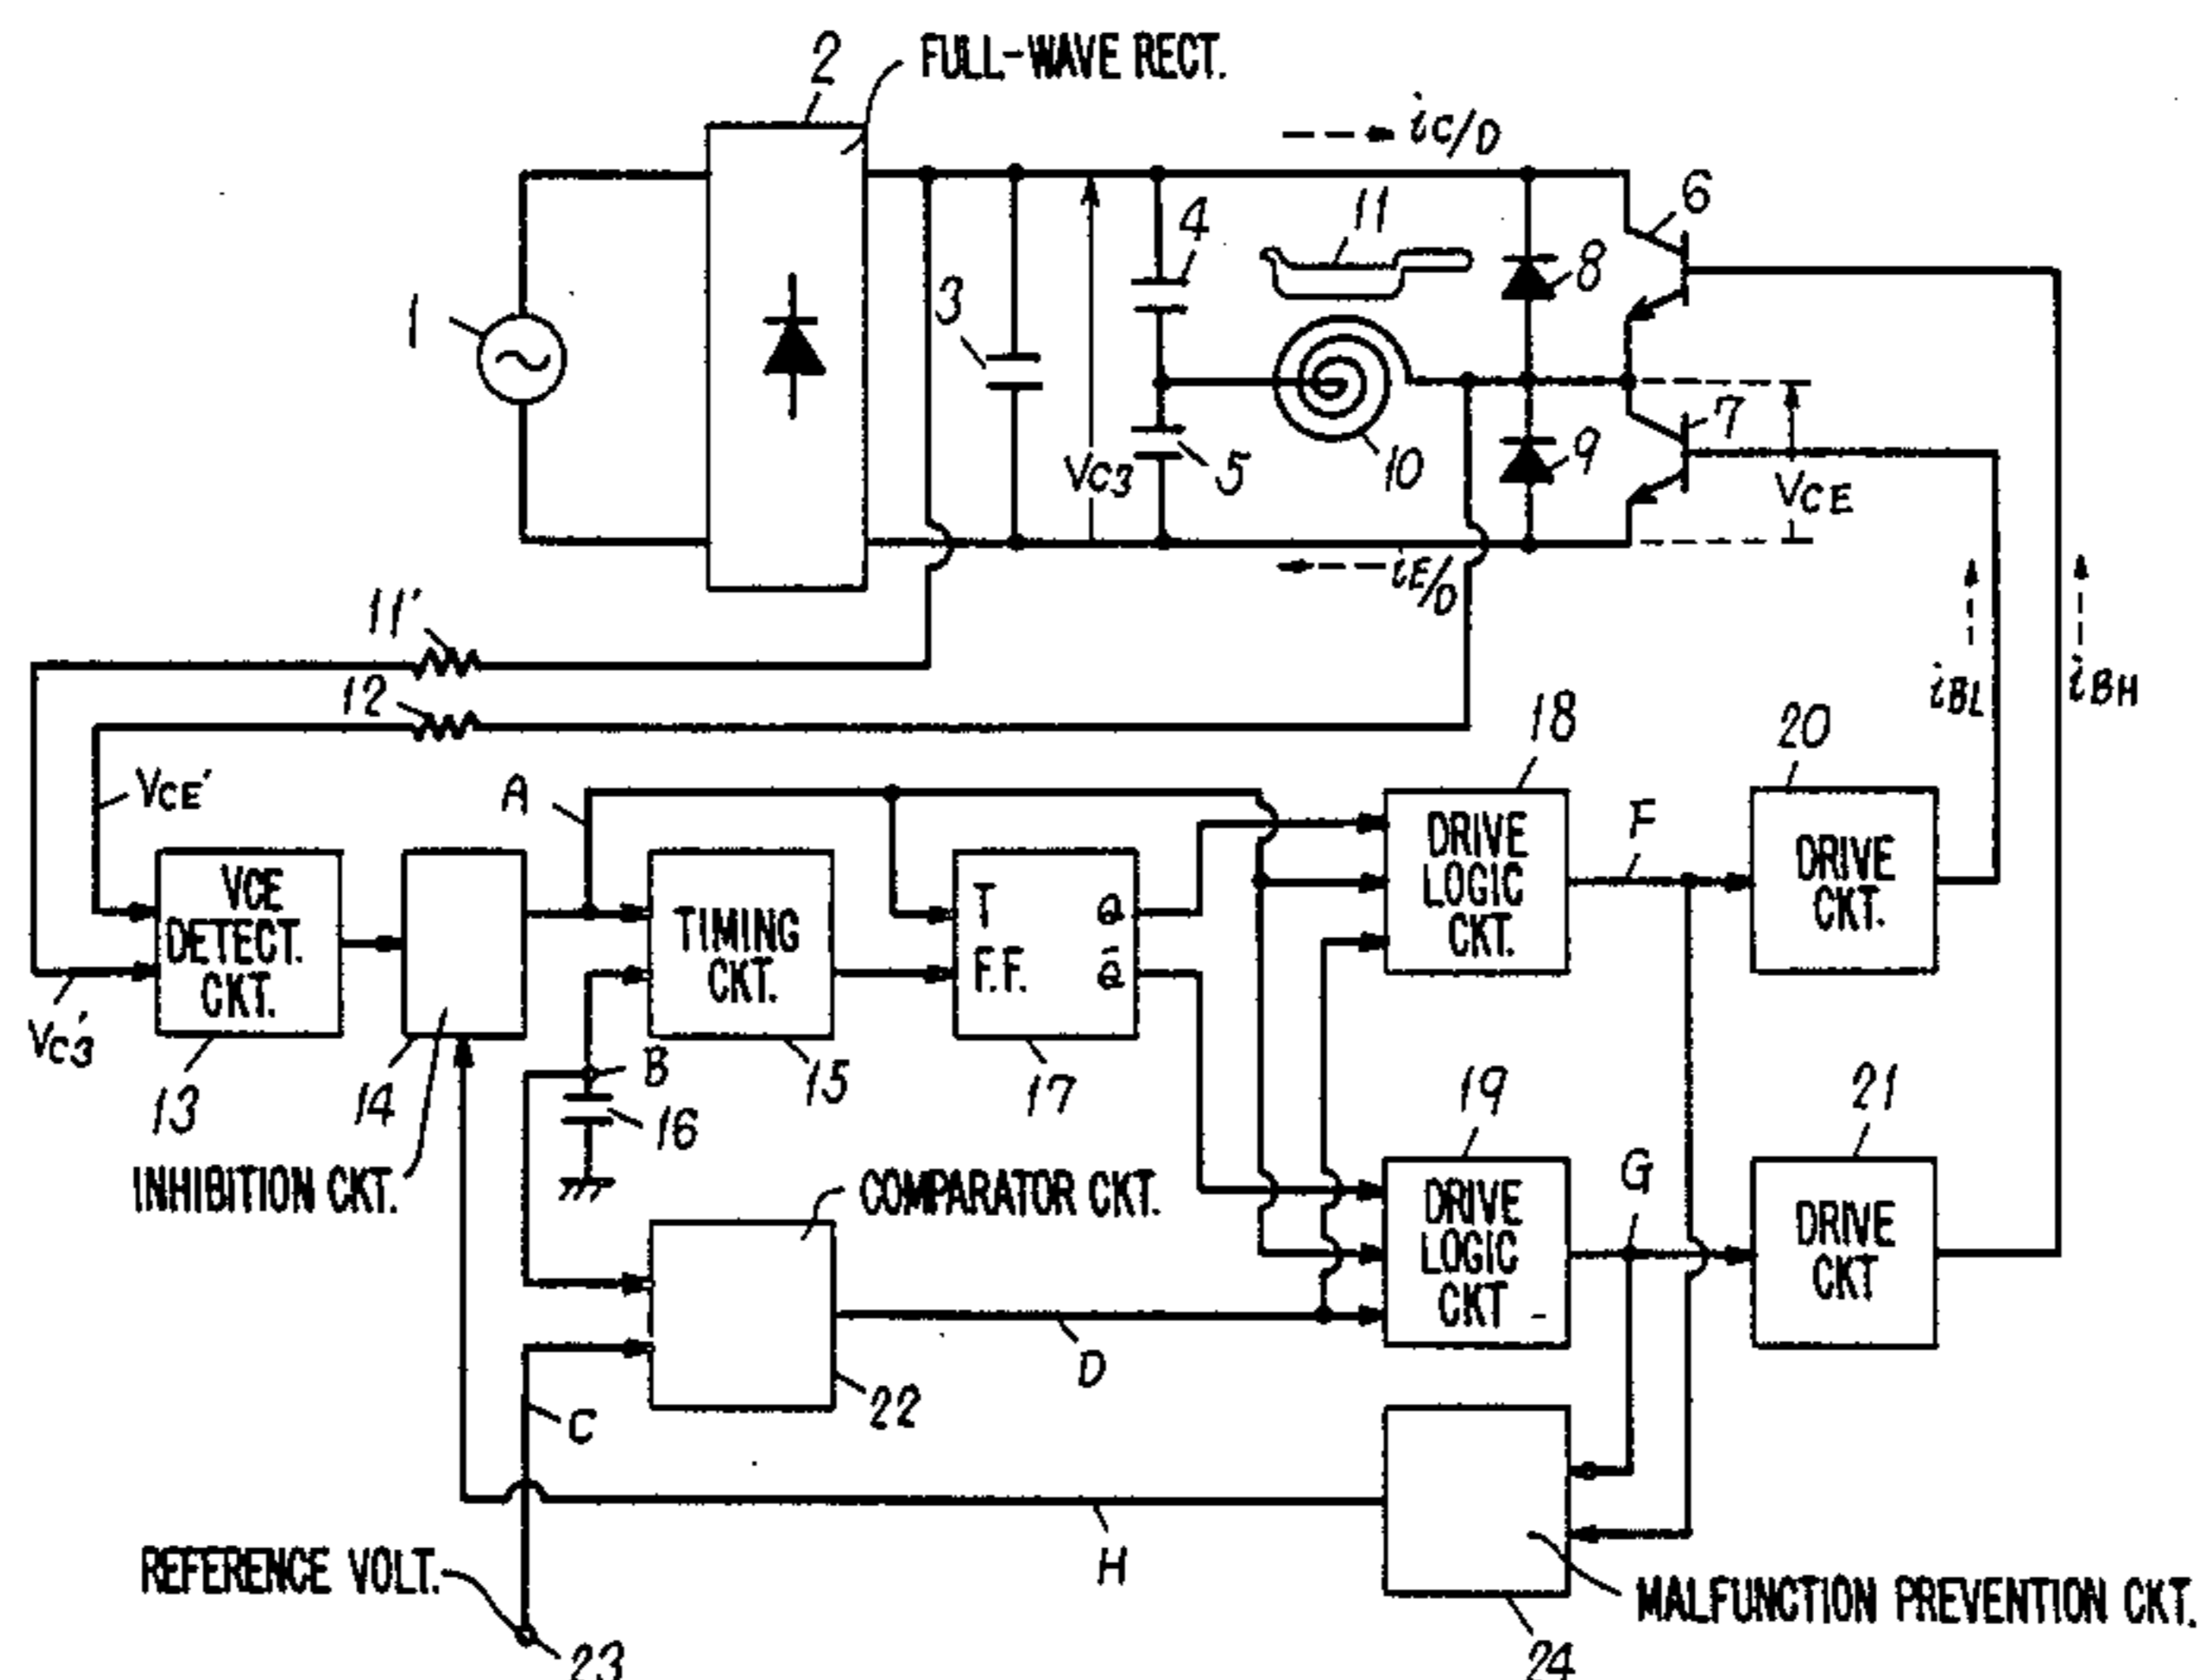 2
FULL-WAVE RECT.
iC/D
6
11
4
8
3
1
7
10
5
9
VC3
VCE
iE/D
11'
12
iBL
iBH
18
20
VCE'
A
F
DRIVE
LOGIC
CKT.
DRIVE
CKT.
VCE
DETECT.
CKT.
TIMING
CKT.
T
F.F.
Q
Q̄
VC3'
13
14
B
15
17
16
19
21
INHIBITION CKT.
COMPARATOR CKT.
G
DRIVE
LOGIC
CKT
DRIVE
CKT
D
22
C
H
REFERENCE VOLT.
23
MALFUNCTION PREVENTION CKT.
24